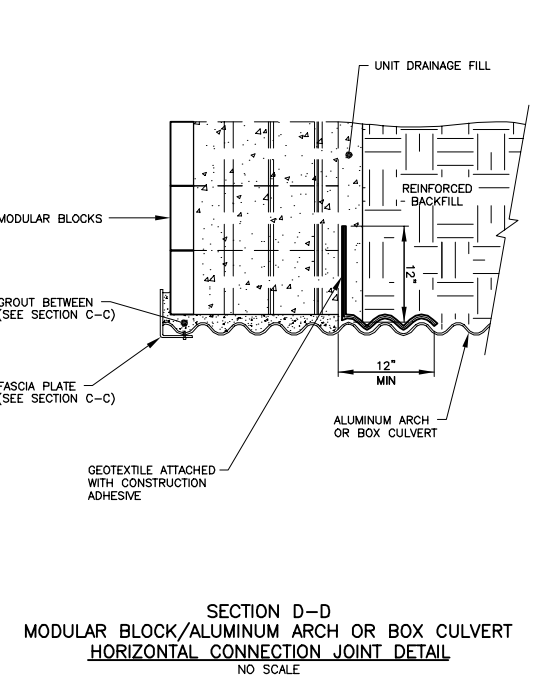 UNIT DRAINAGE FILL
REINFORCED
BACKFILL
MODULAR BLOCKS
12"
GROUT BETWEEN
(SEE SECTION C-C)
12"
MIN
FASCIA PLATE
(SEE SECTION C-C)
ALUMINUM ARCH
OR BOX CULVERT
GEOTEXTILE ATTACHED
WITH CONSTRUCTION
ADHESIVE
SECTION D-D
MODULAR BLOCK/ALUMINUM ARCH OR BOX CULVERT
HORIZONTAL CONNECTION JOINT DETAIL
NO SCALE